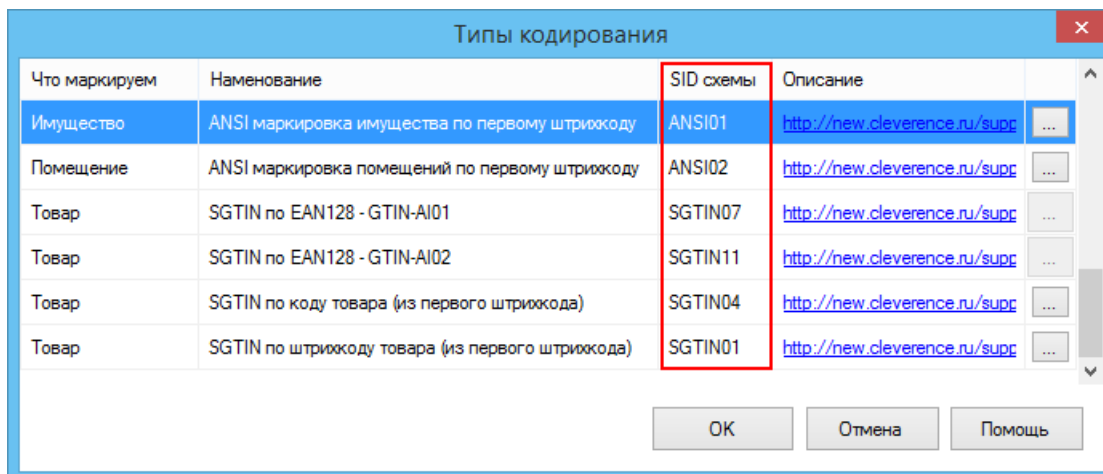 Типы кодирования
Что маркируем Наменование SID схемы Описание
Имущество ANSI маркировка имущества по первому штрихкоду ANSI01 http://new.cleverence.ru/supp ...
Помещение ANSI маркировка помещений по первому штрихкоду ANSI02 http://new.cleverence.ru/supp ...
Товар SGTIN по EAN128 - GTIN-AI01 SGTIN07 http://new.cleverence.ru/supp ...
Товар SGTIN по EAN128 - GTIN-AI02 SGTIN11 http://new.cleverence.ru/supp ...
Товар SGTIN по коду товара (из первого штрихкода) SGTIN04 http://new.cleverence.ru/supp ...
Товар SGTIN по штрихкоду товара (из первого штрихкода) SGTIN01 http://new.cleverence.ru/supp ...
OK Отмена Помощь